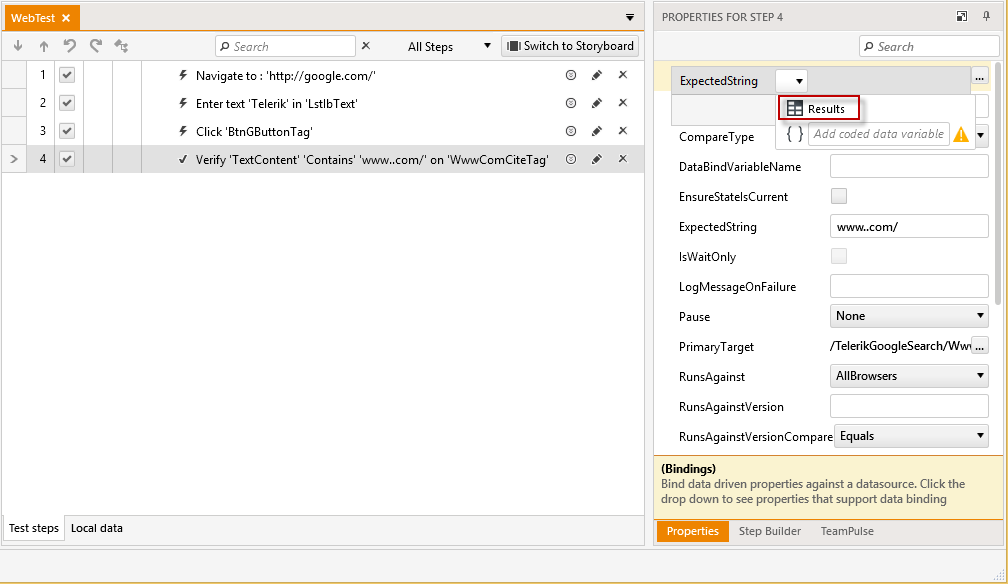 WebTest
Search
All Steps
Switch to Storyboard
1 Navigate to : 'http://google.com/'
2 Enter text 'Telerik' in 'LstIbText'
3 Click 'BtnGButtonTag'
4 Verify 'TextContent' 'Contains' 'www..com/' on 'WwwComCiteTag'
Test steps
Local data
PROPERTIES FOR STEP 4
Search
ExpectedString
...
Results
{ } Add coded data variable
CompareType
DataBindVariableName
EnsureStateIsCurrent
ExpectedString www..com/
IsWaitOnly
LogMessageOnFailure
Pause None
PrimaryTarget /TelerikGoogleSearch/Ww ...
RunsAgainst AllBrowsers
RunsAgainstVersion
RunsAgainstVersionCompare Equals
(Bindings)
Bind data driven properties against a datasource. Click the
drop down to see properties that support data binding
Properties
Step Builder
TeamPulse